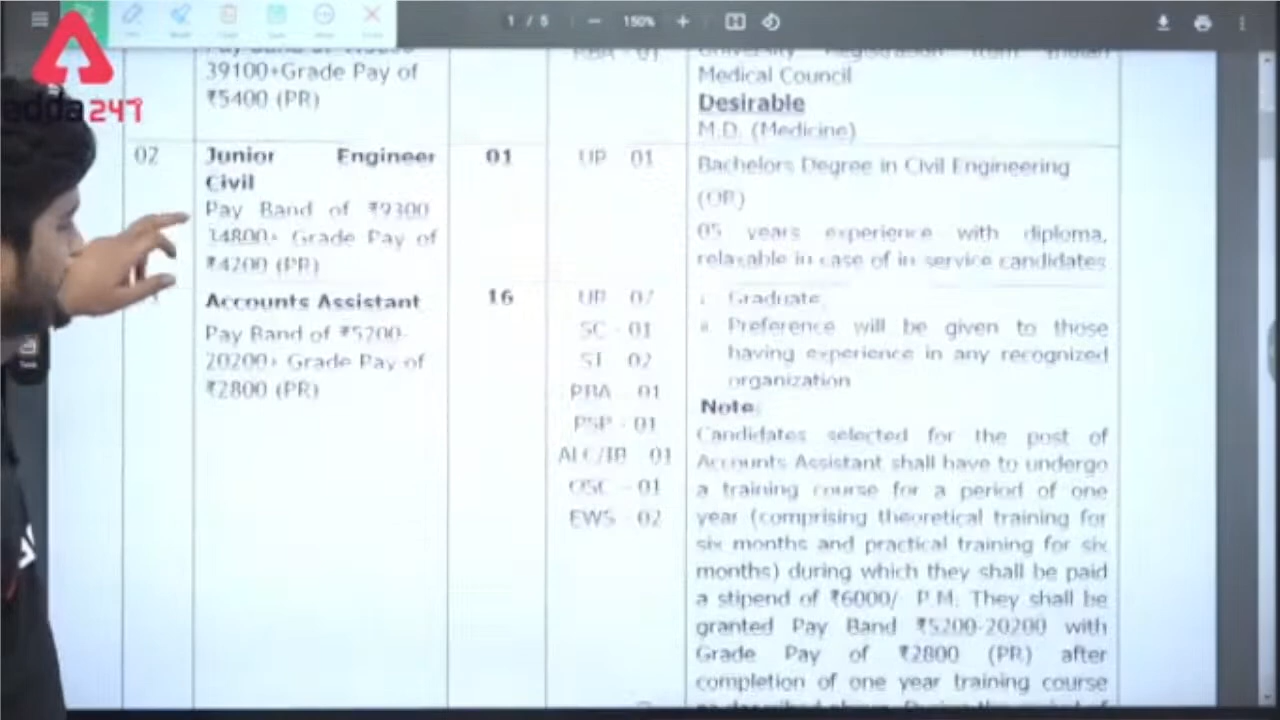 1 / 5
150%
adda247
39100+Grade Pay of
₹5400 (PR)
Medical Council
Desirable
M.D. (Medicine)
02
Junior Engineer
Civil
Pay Band of ₹9300
34800+ Grade Pay of
₹4200 (PR)
01
UP 01
Bachelors Degree in Civil Engineering
(OR)
05 years experience with diploma,
relaxable in case of in service candidates
Accounts Assistant
Pay Band of ₹5200-
20200+ Grade Pay of
₹2800 (PR)
16
UR 07
SC - 01
ST 02
RBA 01
PSP - 01
ALC/IB 01
OSC - 01
EWS - 02
i. Graduate
ii. Preference will be given to those
having experience in any recognized
organization
Note
Candidates selected for the post of
Accounts Assistant shall have to undergo
a training course for a period of one
year (comprising theoretical training for
six months and practical training for six
months) during which they shall be paid
a stipend of ₹6000/ P.M. They shall be
granted Pay Band ₹5200-20200 with
Grade Pay of ₹2800 (PR) after
completion of one year training course